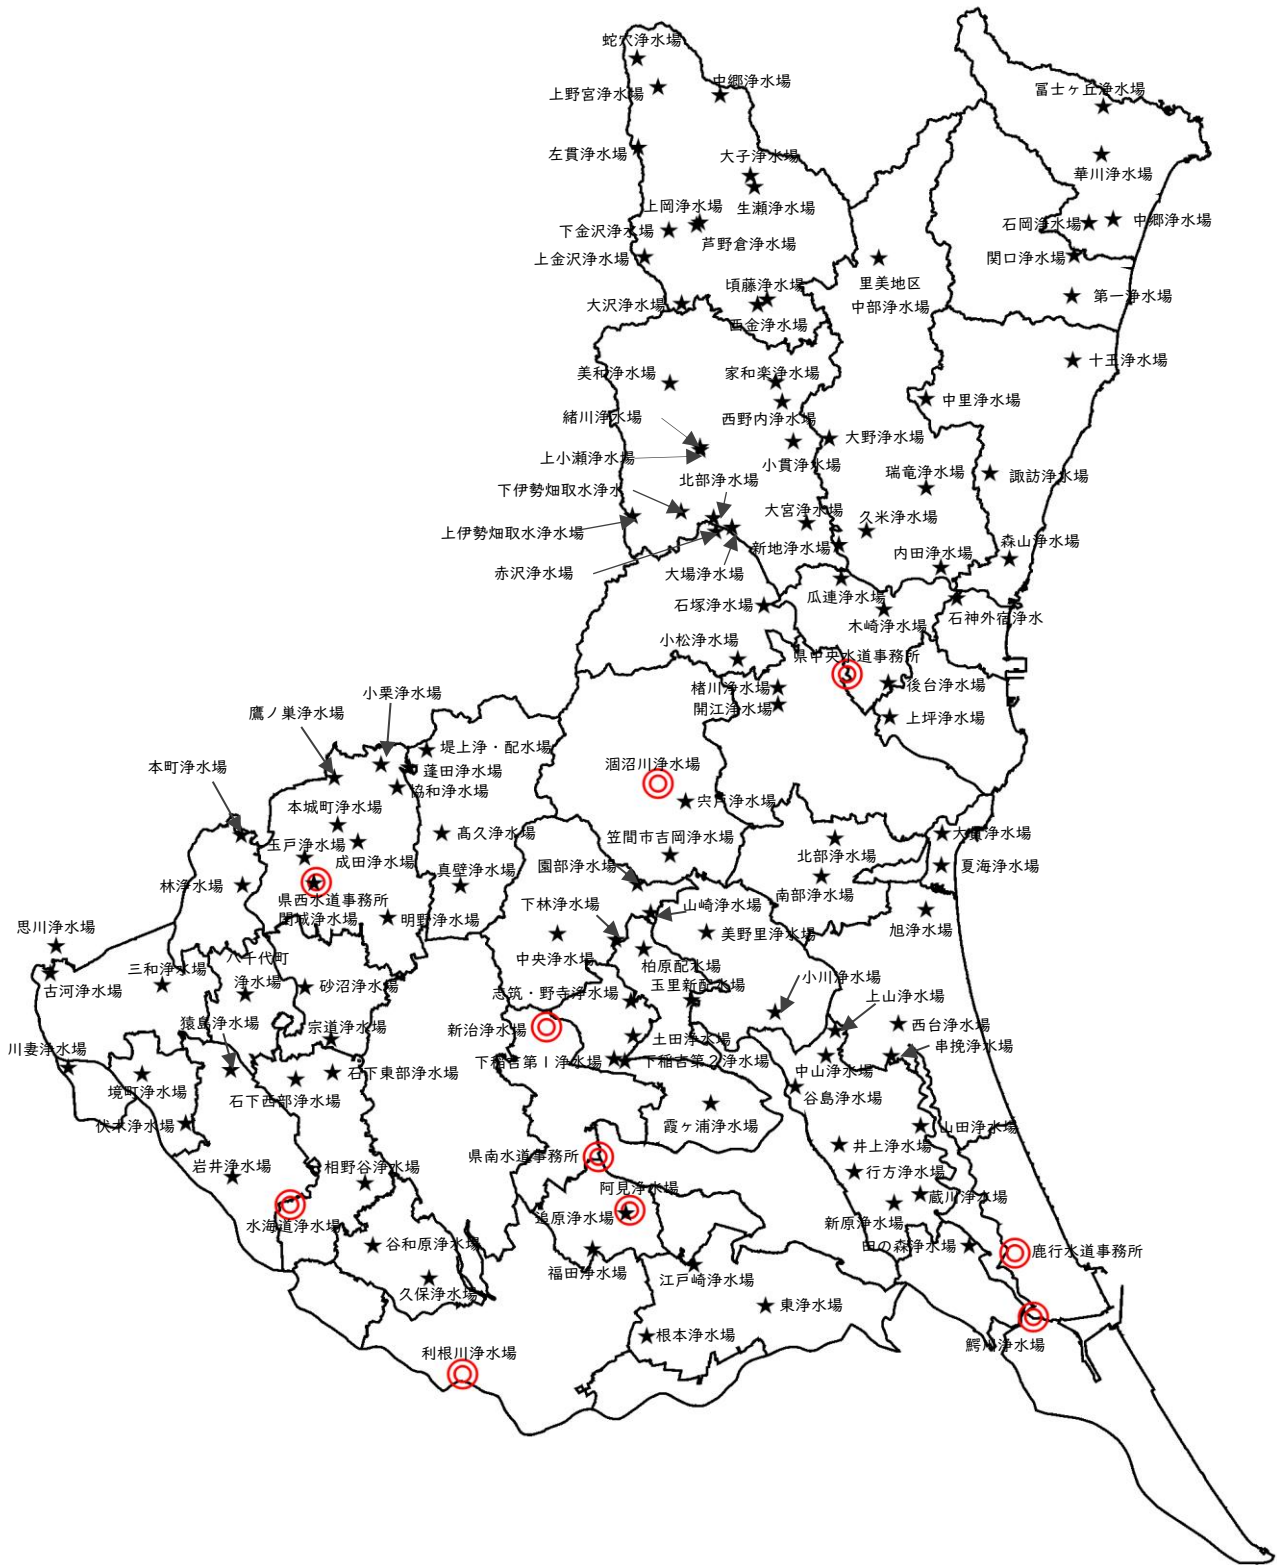 蛇穴浄水場
上野宮浄水場
中郷浄水場
冨士ヶ丘浄水場
左貫浄水場
大子浄水場
華川浄水場
生瀬浄水場
上岡浄水場
下金沢浄水場
芦野倉浄水場
石岡浄水場
中郷浄水場
上金沢浄水場
関口浄水場
里美地区
中部浄水場
頃藤浄水場
大沢浄水場
西金浄水場
第一浄水場
十王浄水場
美和浄水場
家和楽浄水場
中里浄水場
緒川浄水場
西野内浄水場
大野浄水場
上小瀬浄水場
小貫浄水場
瑞竜浄水場
諏訪浄水場
北部浄水場
下伊勢畑取水浄水
大宮浄水場
久米浄水場
上伊勢畑取水浄水場
新地浄水場
森山浄水場
内田浄水場
赤沢浄水場
大場浄水場
瓜連浄水場
石塚浄水場
木崎浄水場
石神外宿浄水
小松浄水場
県中央水道事務所
楮川浄水場
後台浄水場
開江浄水場
上坪浄水場
小栗浄水場
鷹ノ巣浄水場
堤上浄・配水場
蓬田浄水場
協和浄水場
本町浄水場
涸沼川浄水場
宍戸浄水場
本城町浄水場
髙久浄水場
笠間市吉岡浄水場
大貫浄水場
玉戸浄水場
成田浄水場
北部浄水場
夏海浄水場
林浄水場
真壁浄水場
園部浄水場
南部浄水場
県西水道事務所
関城浄水場
明野浄水場
下林浄水場
山崎浄水場
旭浄水場
思川浄水場
美野里浄水場
中央浄水場
柏原配水場
三和浄水場
八千代町
浄水場
砂沼浄水場
古河浄水場
志筑・野寺浄水場
玉里新配水場
小川浄水場
上山浄水場
猿島浄水場
宗道浄水場
新治浄水場
土田浄水場
西台浄水場
串挽浄水場
川妻浄水場
下稲吉第１浄水場
下稲吉第２浄水場
中山浄水場
石下東部浄水場
境町浄水場
石下西部浄水場
谷島浄水場
伏木浄水場
霞ヶ浦浄水場
山田浄水場
井上浄水場
岩井浄水場
相野谷浄水場
県南水道事務所
行方浄水場
阿見浄水場
蔵川浄水場
追原浄水場
新原浄水場
水海道浄水場
谷和原浄水場
田の森浄水場
鹿行水道事務所
福田浄水場
江戸崎浄水場
久保浄水場
東浄水場
根本浄水場
鰐川浄水場
利根川浄水場